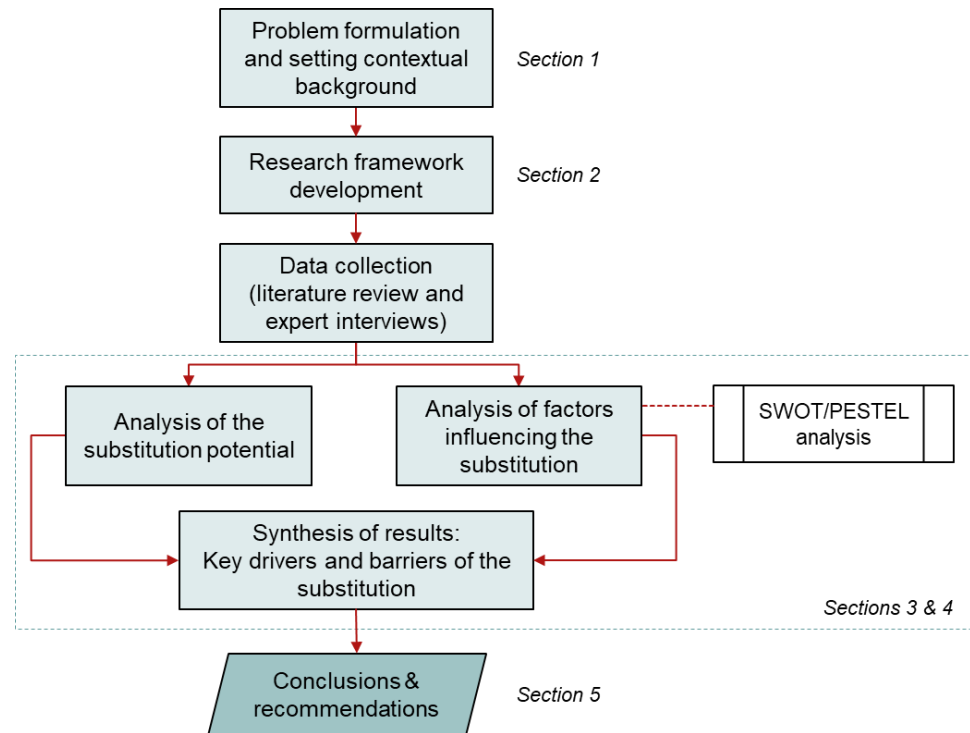 Problem formulation
and setting contextual
background
Section 1
Research framework
development
Section 2
Data collection
(literature review and
expert interviews)
Analysis of the
substitution potential
Analysis of factors
influencing the
substitution
SWOT/PESTEL
analysis
Synthesis of results:
Key drivers and barriers of the
substitution
Sections 3 & 4
Conclusions &
recommendations
Section 5